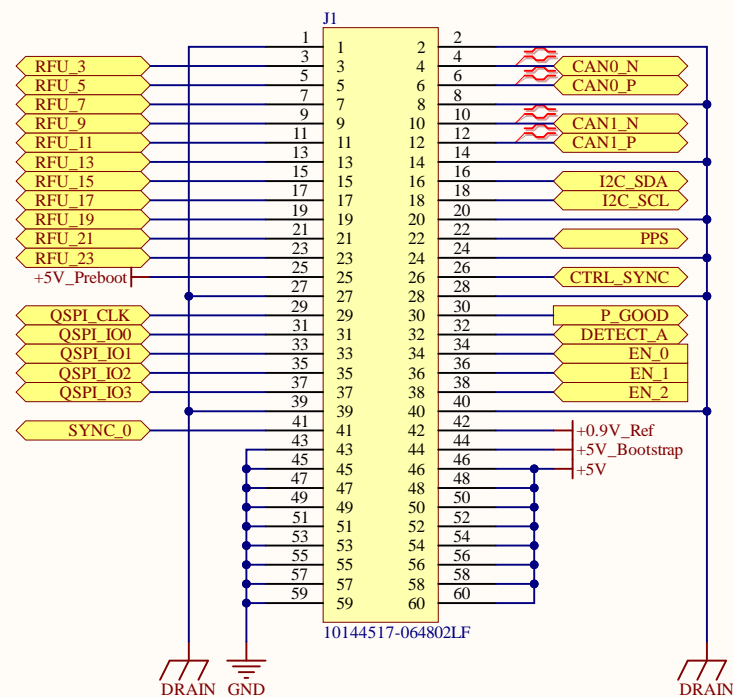 J1
1 1 2 2
RFU_3 3 3 4 4 CAN0_N
RFU_5 5 5 6 6 CAN0_P
RFU_7 7 7 8 8
RFU_9 9 9 10 10 CAN1_N
RFU_11 11 11 12 12 CAN1_P
RFU_13 13 13 14 14
RFU_15 15 15 16 16 I2C_SDA
RFU_17 17 17 18 18 I2C_SCL
RFU_19 19 19 20 20
RFU_21 21 21 22 22 PPS
RFU_23 23 23 24 24
+5V_Preboot 25 25 26 26 CTRL_SYNC
27 27 28 28
QSPI_CLK 29 29 30 30 P_GOOD
QSPI_IO0 31 31 32 32 DETECT_A
QSPI_IO1 33 33 34 34 EN_0
QSPI_IO2 35 35 36 36 EN_1
QSPI_IO3 37 37 38 38 EN_2
39 39 40 40
SYNC_0 41 41 42 42 +0.9V_Ref
43 43 44 44 +5V_Bootstrap
45 45 46 46 +5V
47 47 48 48
49 49 50 50
51 51 52 52
53 53 54 54
55 55 56 56
57 57 58 58
59 59 60 60
10144517-064802LF
DRAIN GND DRAIN